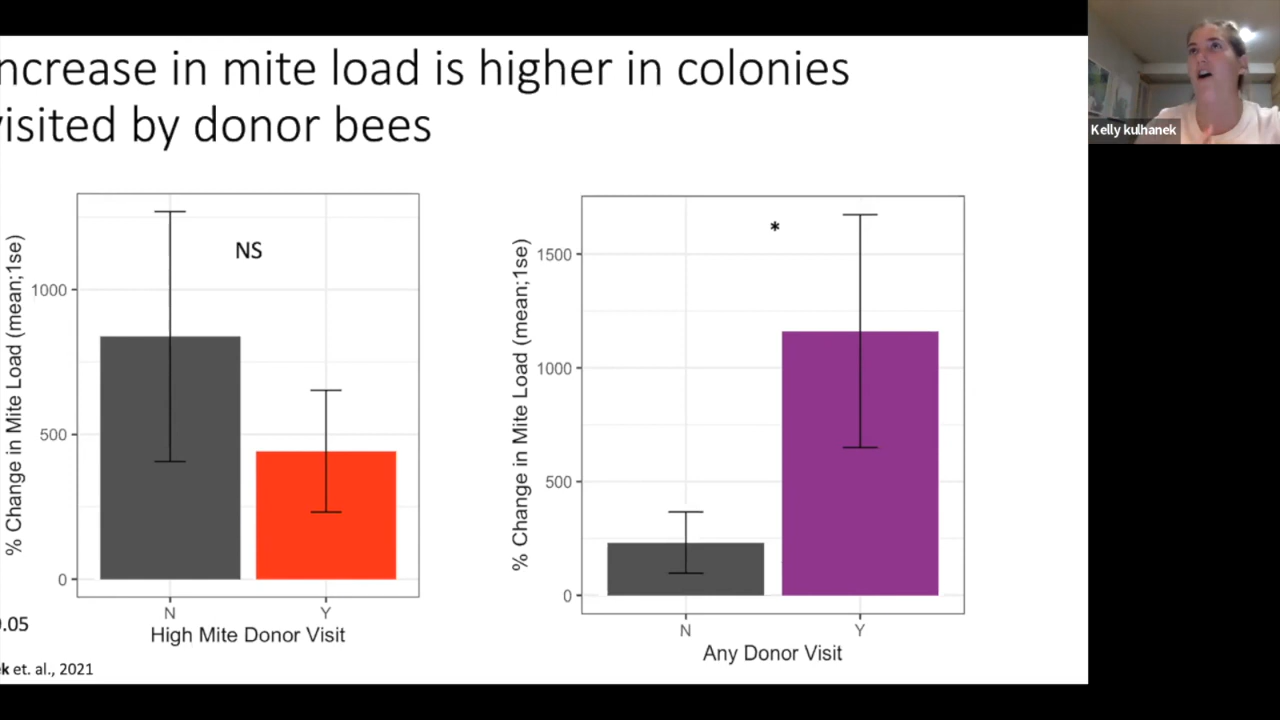 ncrease in mite load is higher in colonies
visited by donor bees
% Change in Mite Load (mean;1se)
1000
500
0
NS
N
Y
High Mite Donor Visit
% Change in Mite Load (mean;1se)
1500
1000
500
0
*
N
Y
Any Donor Visit
0.05
k et. al., 2021
Kelly kulhanek